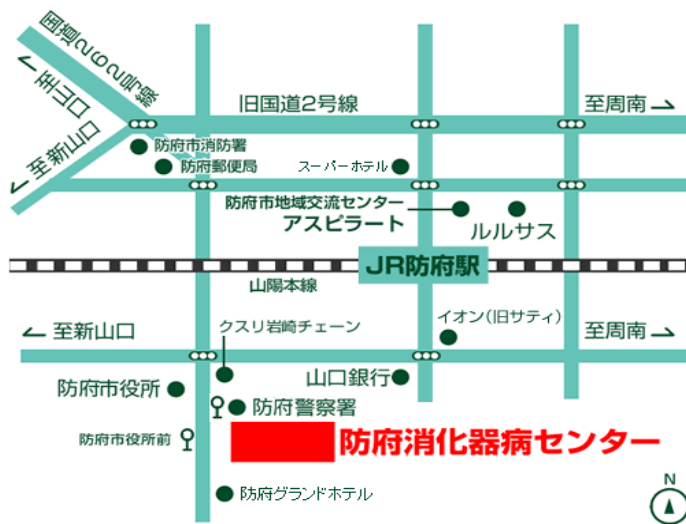 国道262号線
至山口
至新山口
旧国道2号線
至周南
防府市消防署
防府郵便局
スーパーホテル
防府市地域交流センター
アスピラート
ルルサス
JR防府駅
山陽本線
至新山口
クスリ岩崎チェーン
イオン(旧サティ)
至周南
防府市役所
山口銀行
防府警察署
防府市役所前
防府消化器病センター
防府グランドホテル
N